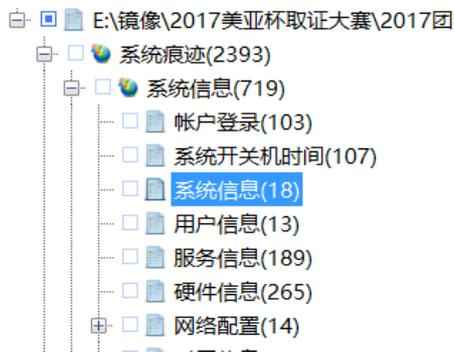 E:\镜像\2017美亚杯取证大赛\2017团
系统痕迹(2393)
系统信息(719)
帐户登录(103)
系统开关机时间(107)
系统信息(18)
用户信息(13)
服务信息(189)
硬件信息(265)
网络配置(14)